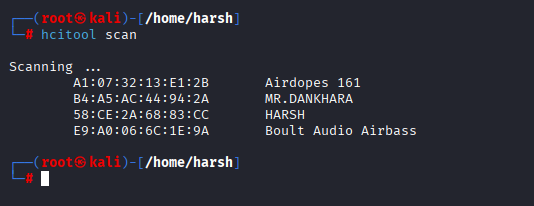 ┌──(root㉿kali)-[/home/harsh]
└─# hcitool scan
Scanning ...
A1:07:32:13:E1:2B Airdopes 161
B4:A5:AC:44:94:2A MR.DANKHARA
58:CE:2A:68:83:CC HARSH
E9:A0:06:6C:1E:9A Boult Audio Airbass
┌──(root㉿kali)-[/home/harsh]
└─#